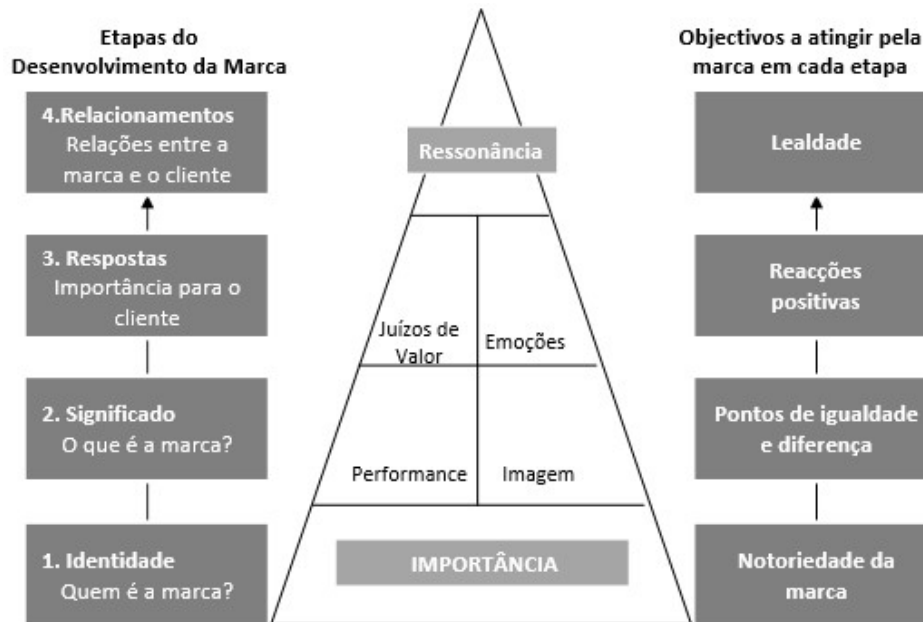 Etapas do
Desenvolvimento da Marca
4.Relacionamentos
Relações entre a
marca e o cliente
3. Respostas
Importância para o
cliente
2. Significado
O que é a marca?
1. Identidade
Quem é a marca?
Ressonância
Juízos de
Valor
Emoções
Performance
Imagem
IMPORTÂNCIA
Objectivos a atingir pela
marca em cada etapa
Lealdade
Reacções
positivas
Pontos de igualdade
e diferença
Notoriedade da
marca